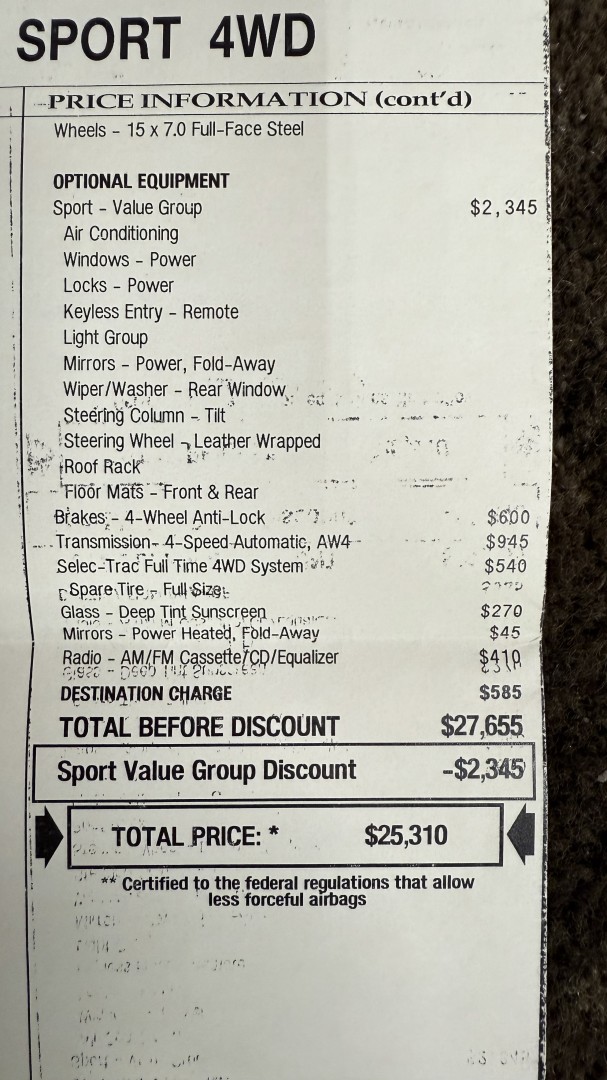 SPORT 4WD
PRICE INFORMATION (cont'd)
Wheels - 15 x 7.0 Full-Face Steel
OPTIONAL EQUIPMENT
Sport - Value Group $2,345
Air Conditioning
Windows - Power
Locks - Power
Keyless Entry - Remote
Light Group
Mirrors - Power, Fold-Away
Wiper/Washer - Rear Window
Steering Column - Tilt
Steering Wheel - Leather Wrapped
Roof Rack
Floor Mats - Front & Rear
Brakes - 4-Wheel Anti-Lock $600
Transmission - 4-Speed Automatic, AW4 $945
Selec-Trac Full Time 4WD System $540
Spare Tire - Full Size
Glass - Deep Tint Sunscreen $270
Mirrors - Power Heated, Fold-Away $45
Radio - AM/FM Cassette/CD/Equalizer $410
DESTINATION CHARGE $585
TOTAL BEFORE DISCOUNT $27,655
Sport Value Group Discount -$2,345
TOTAL PRICE: * $25,310
** Certified to the federal regulations that allow
less forceful airbags